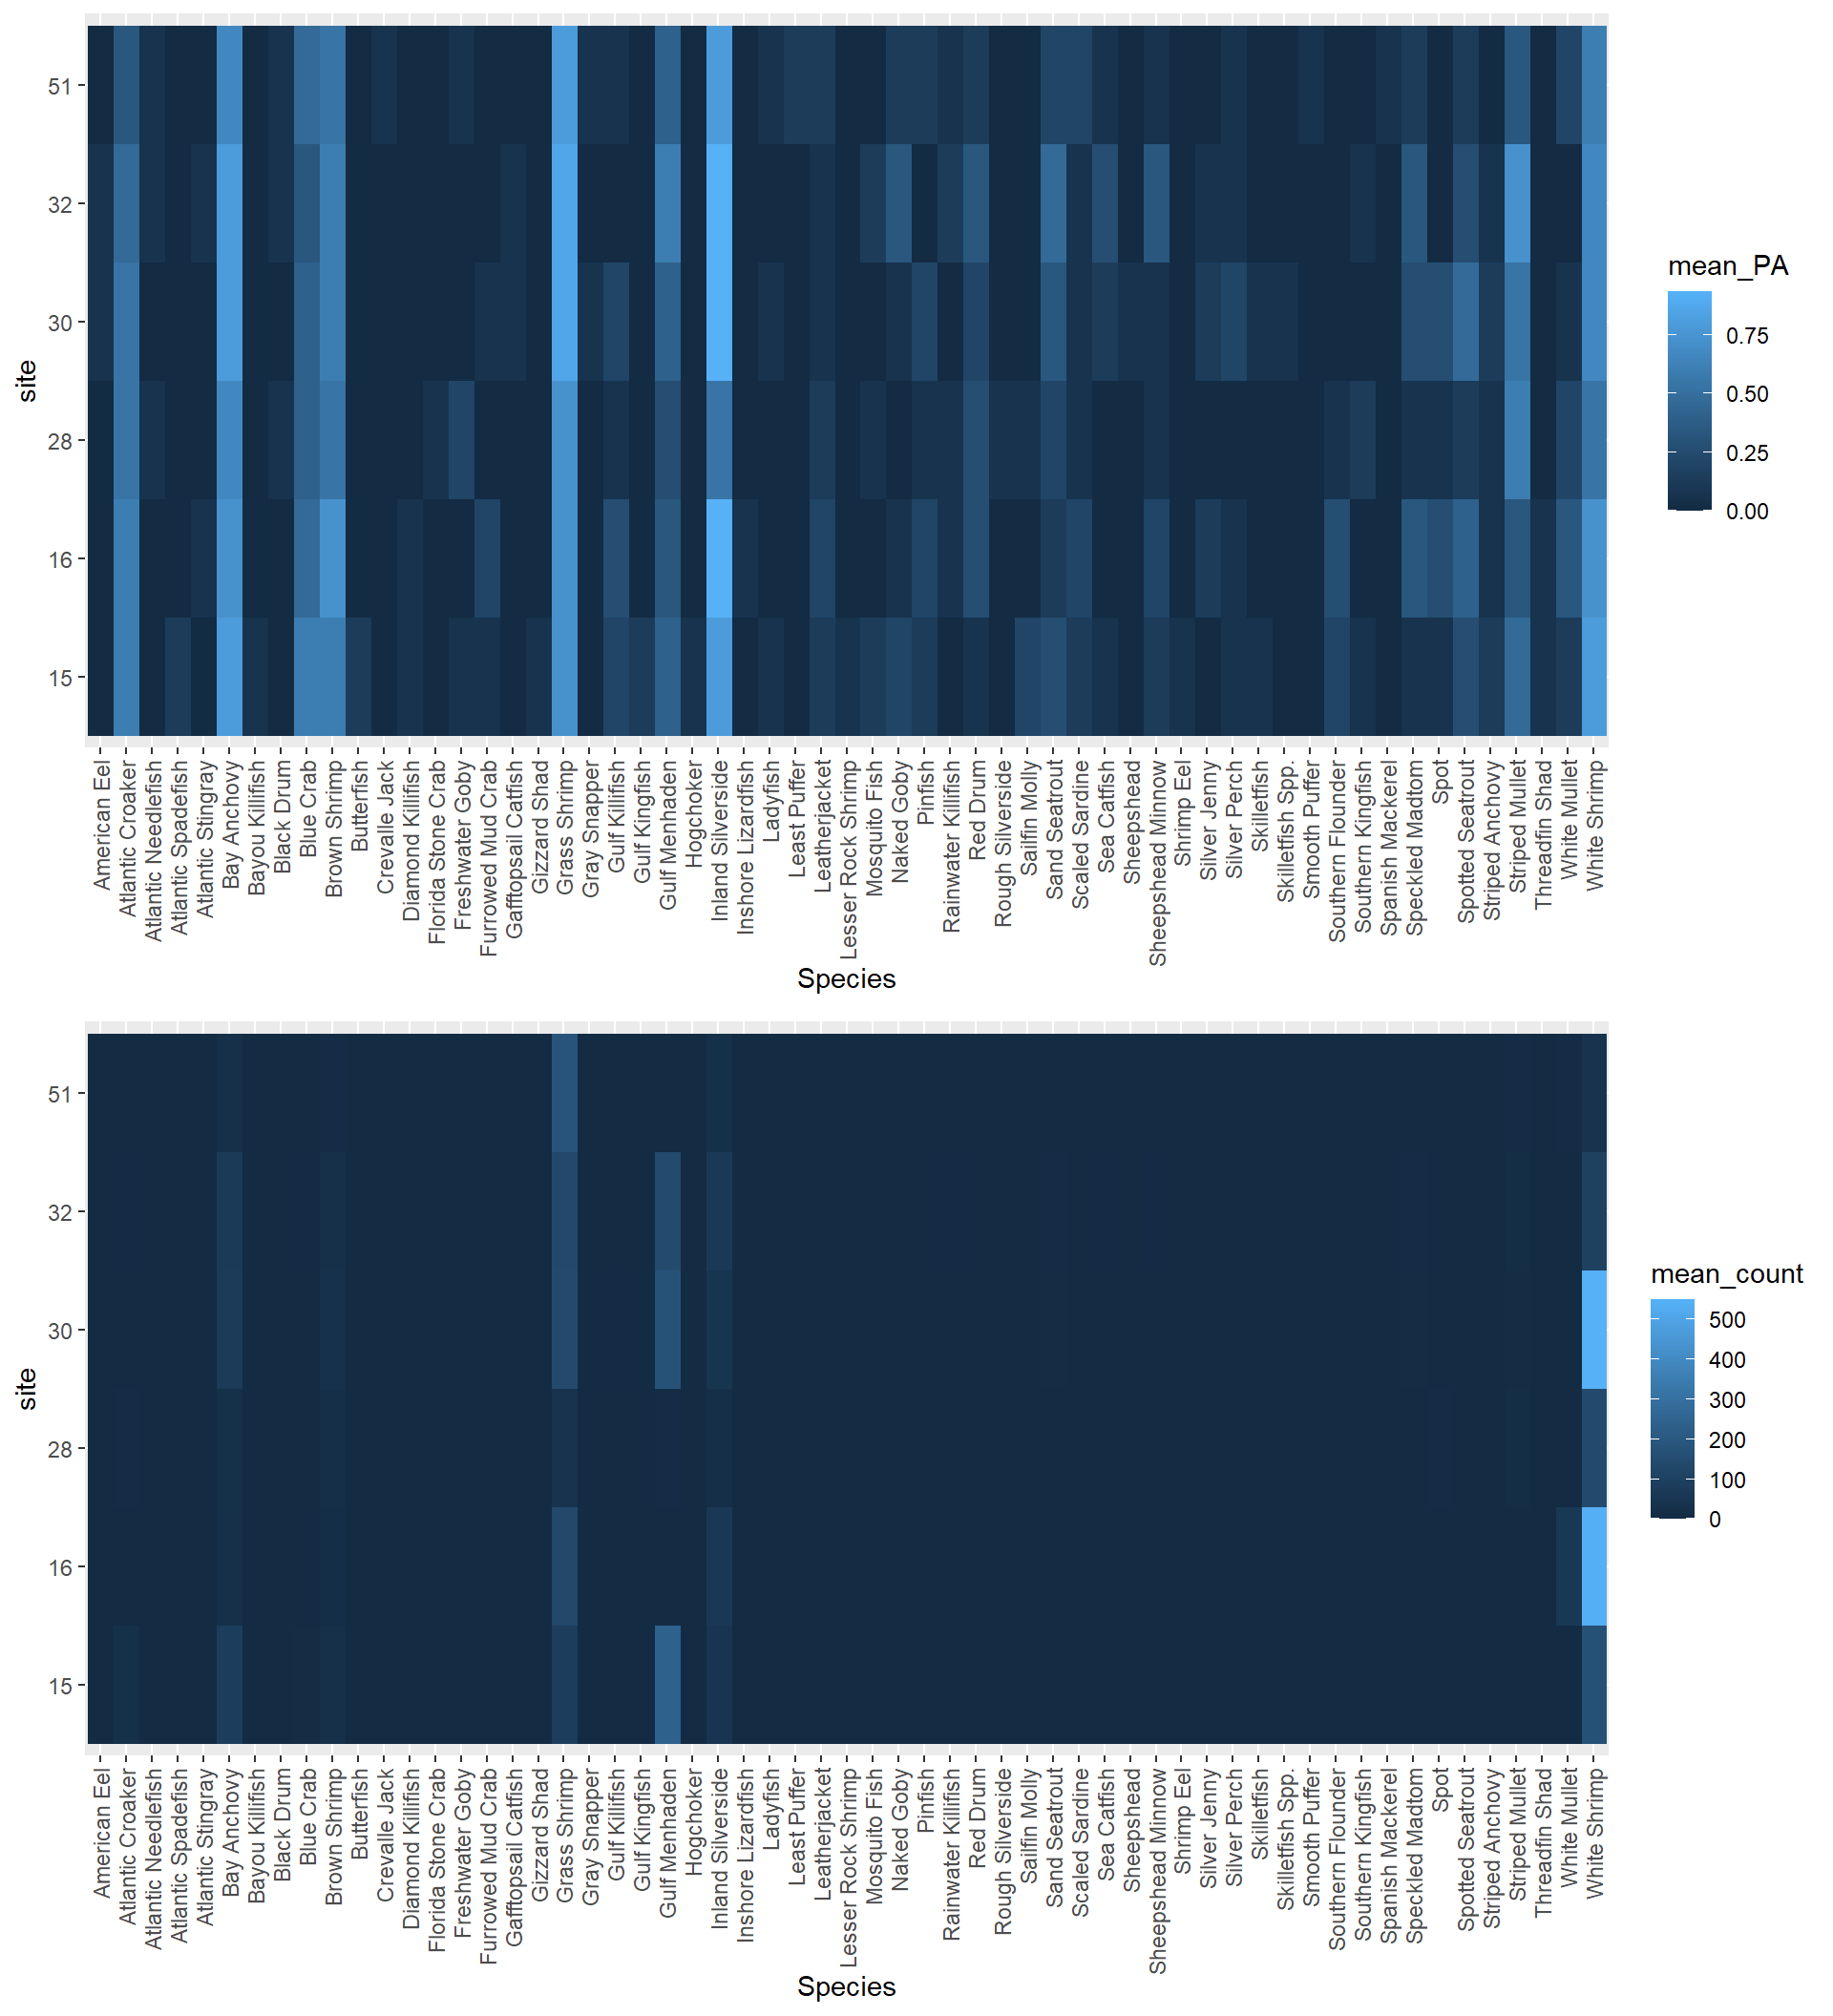 51
32
30
28
16
15
site
American Eel
Atlantic Croaker
Atlantic Needlefish
Atlantic Spadefish
Atlantic Stingray
Bay Anchovy
Bayou Killifish
Black Drum
Blue Crab
Brown Shrimp
Butterfish
Crevalle Jack
Diamond Killifish
Florida Stone Crab
Freshwater Goby
Furrowed Mud Crab
Gafftopsail Catfish
Gizzard Shad
Grass Shrimp
Gray Snapper
Gulf Killifish
Gulf Kingfish
Gulf Menhaden
Hogchoker
Inland Silverside
Inshore Lizardfish
Ladyfish
Least Puffer
Leatherjacket
Lesser Rock Shrimp
Mosquito Fish
Naked Goby
Pinfish
Rainwater Killifish
Red Drum
Rough Silverside
Sailfin Molly
Sand Seatrout
Scaled Sardine
Sea Catfish
Sheepshead
Sheepshead Minnow
Shrimp Eel
Silver Jenny
Silver Perch
Skilletfish
Skilletfish Spp.
Smooth Puffer
Southern Flounder
Southern Kingfish
Spanish Mackerel
Speckled Madtom
Spot
Spotted Seatrout
Striped Anchovy
Striped Mullet
Threadfin Shad
White Mullet
White Shrimp
Species
mean_PA
0.75
0.50
0.25
0.00
51
32
30
28
16
15
site
American Eel
Atlantic Croaker
Atlantic Needlefish
Atlantic Spadefish
Atlantic Stingray
Bay Anchovy
Bayou Killifish
Black Drum
Blue Crab
Brown Shrimp
Butterfish
Crevalle Jack
Diamond Killifish
Florida Stone Crab
Freshwater Goby
Furrowed Mud Crab
Gafftopsail Catfish
Gizzard Shad
Grass Shrimp
Gray Snapper
Gulf Killifish
Gulf Kingfish
Gulf Menhaden
Hogchoker
Inland Silverside
Inshore Lizardfish
Ladyfish
Least Puffer
Leatherjacket
Lesser Rock Shrimp
Mosquito Fish
Naked Goby
Pinfish
Rainwater Killifish
Red Drum
Rough Silverside
Sailfin Molly
Sand Seatrout
Scaled Sardine
Sea Catfish
Sheepshead
Sheepshead Minnow
Shrimp Eel
Silver Jenny
Silver Perch
Skilletfish
Skilletfish Spp.
Smooth Puffer
Southern Flounder
Southern Kingfish
Spanish Mackerel
Speckled Madtom
Spot
Spotted Seatrout
Striped Anchovy
Striped Mullet
Threadfin Shad
White Mullet
White Shrimp
Species
mean_count
500
400
300
200
100
0